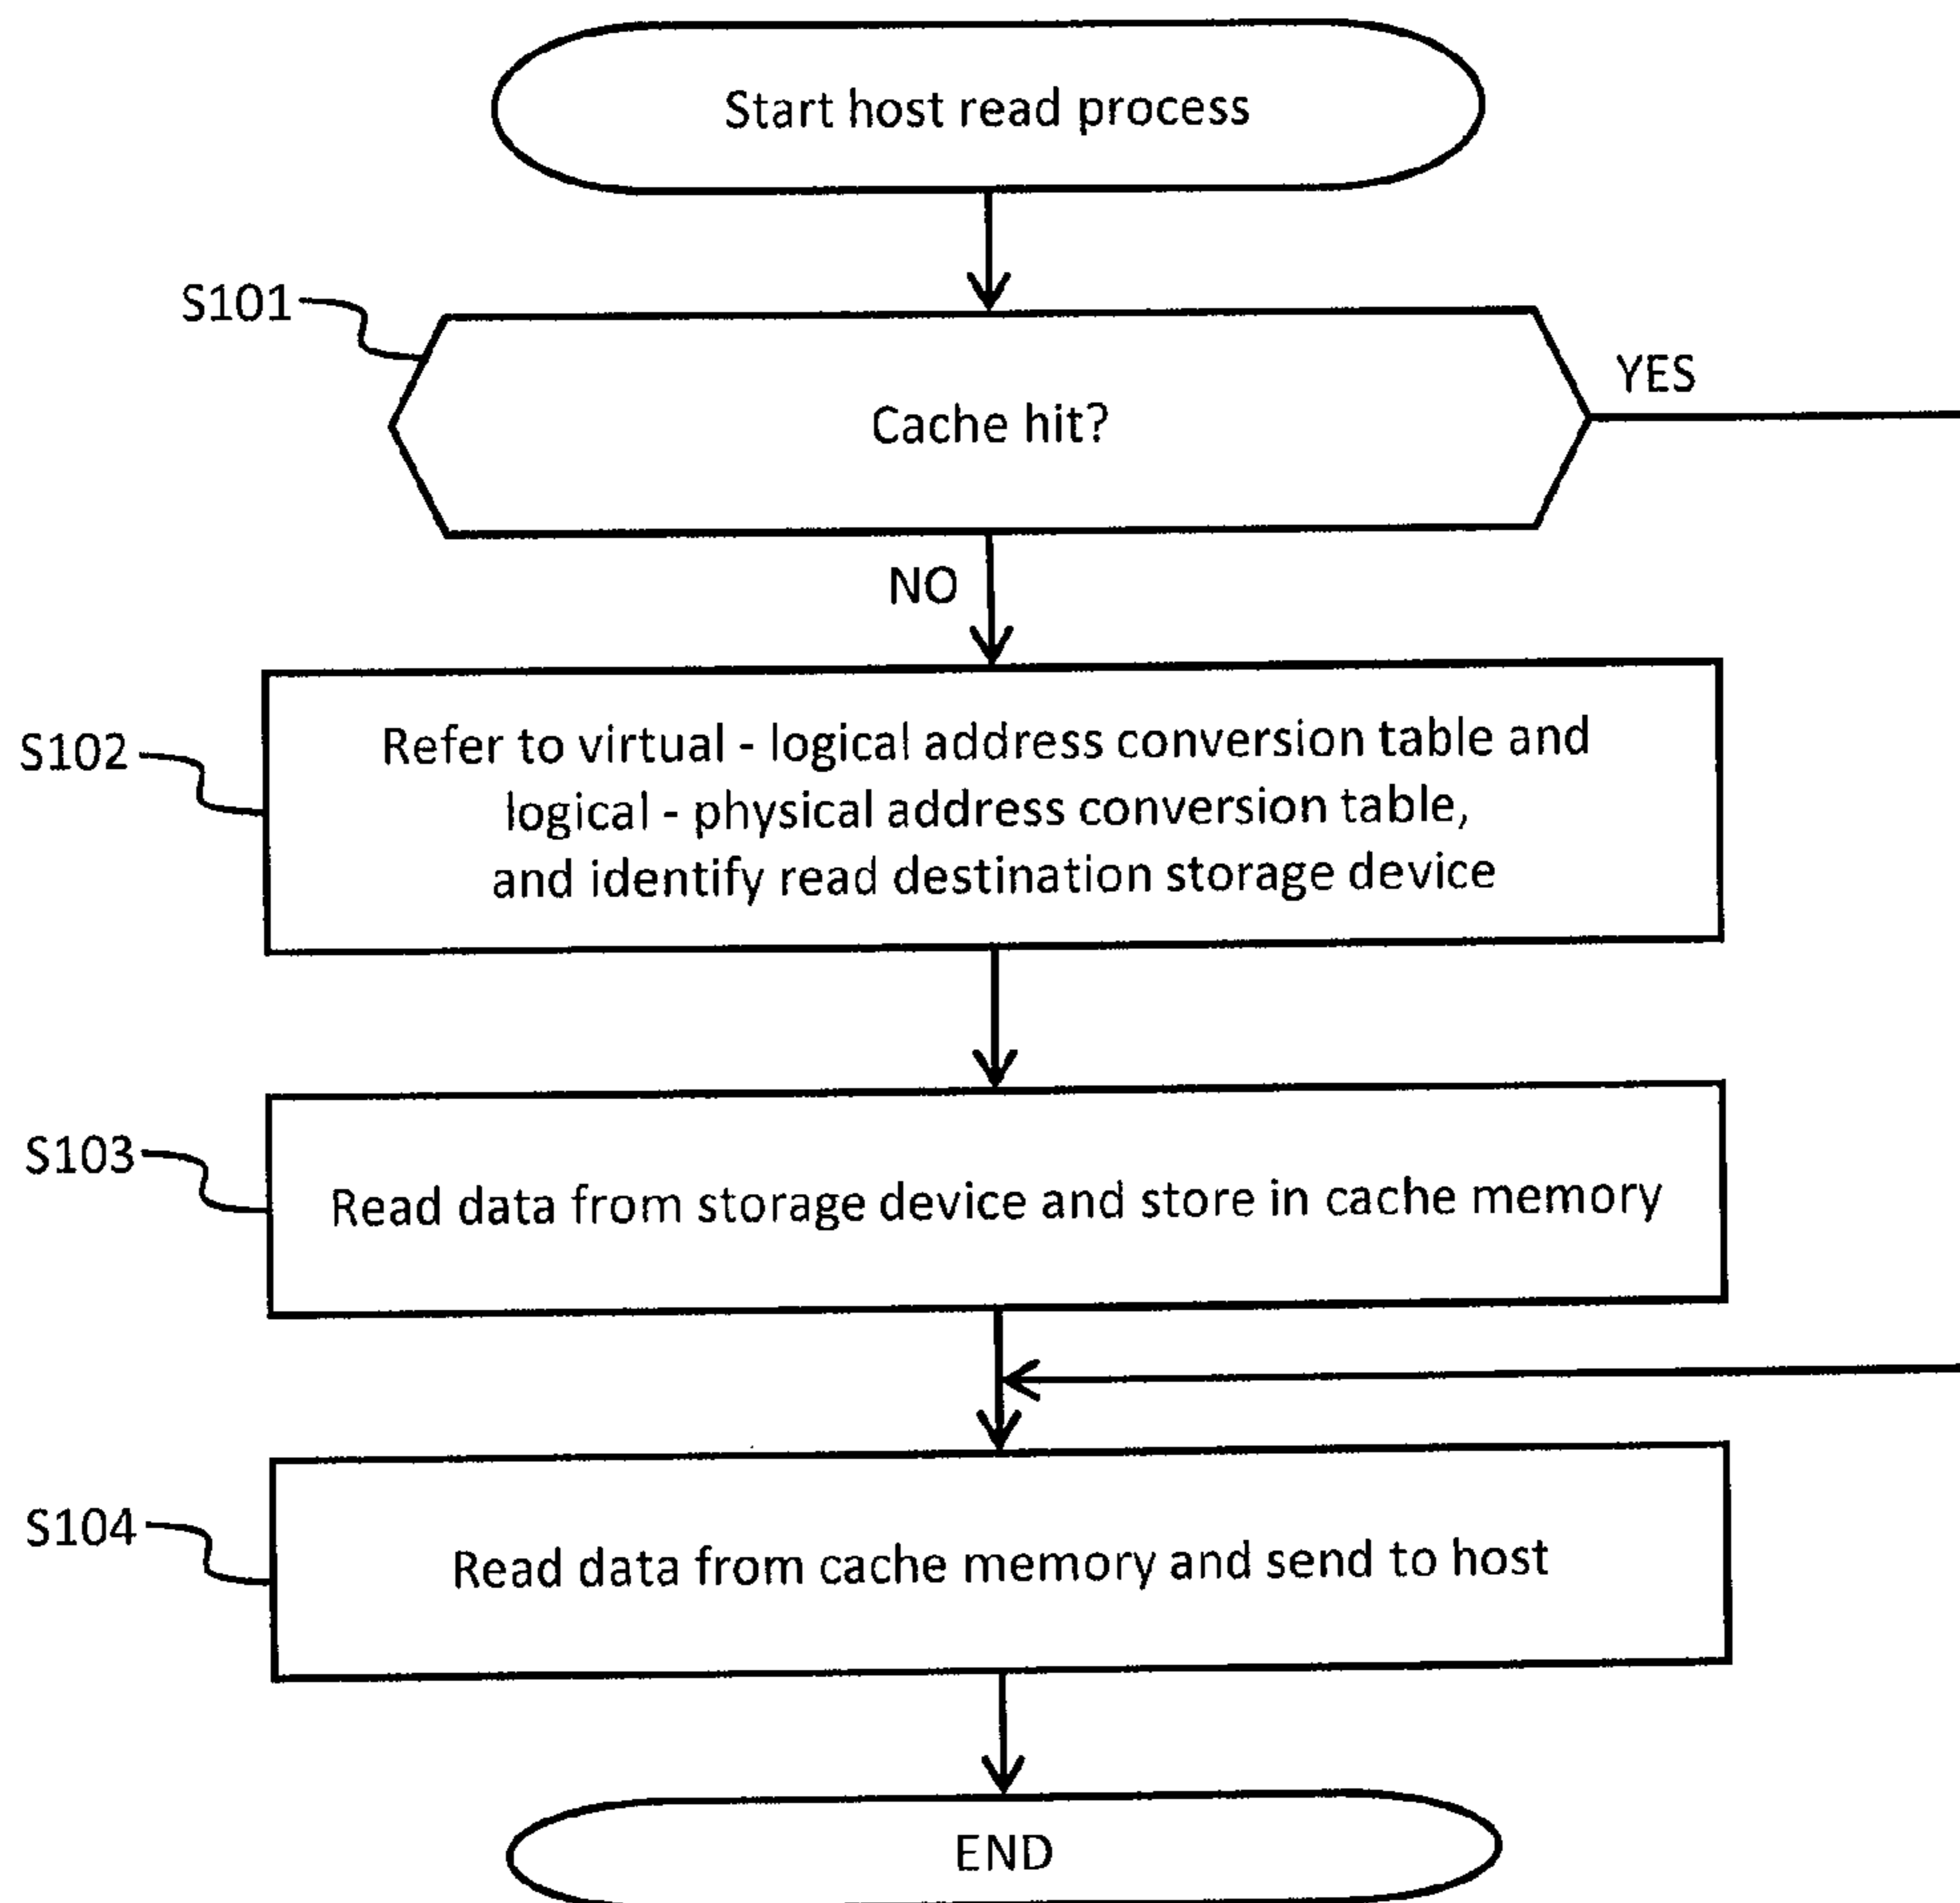 Start host read process
S101
Cache hit?
YES
NO
S102
Refer to virtual - logical address conversion table and
logical - physical address conversion table,
and identify read destination storage device
S103
Read data from storage device and store in cache memory
S104
Read data from cache memory and send to host
END